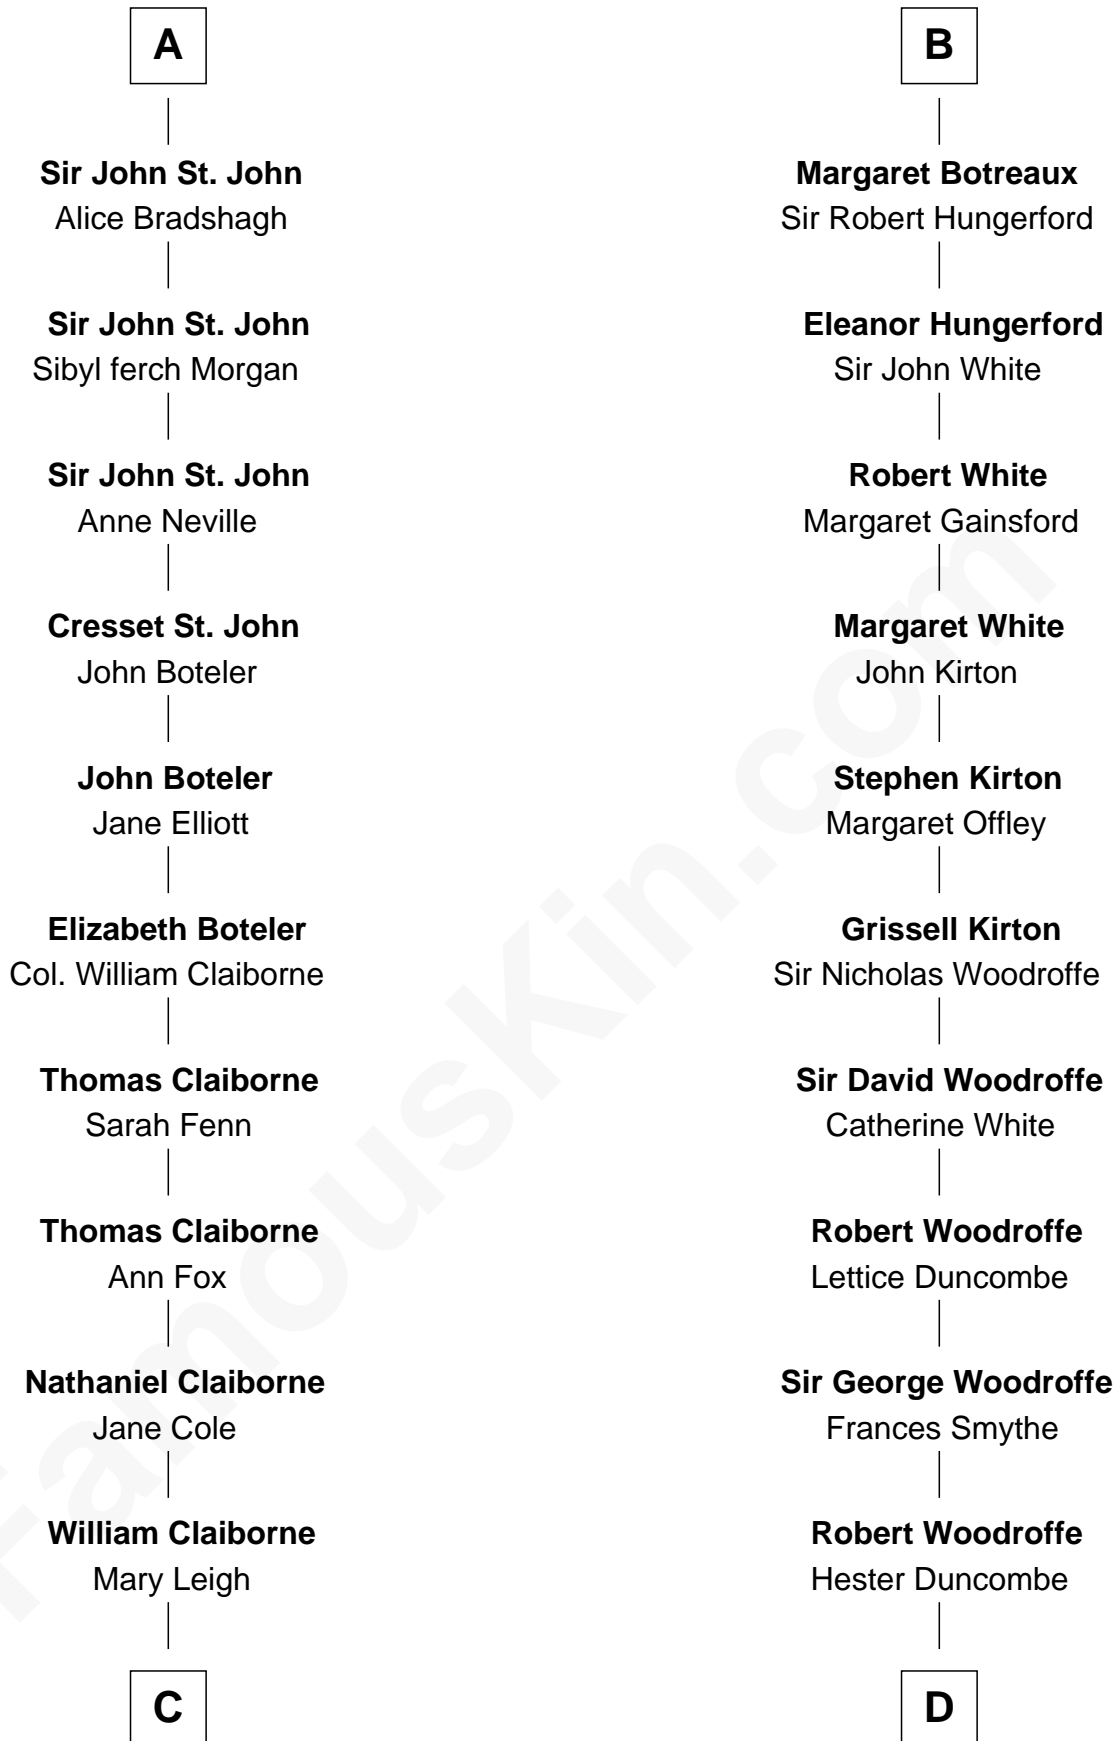 A
Sir John St. John
Alice Bradshagh
Sir John St. John
Sibyl ferch Morgan
Sir John St. John
Anne Neville
Cresset St. John
John Boteler
John Boteler
Jane Elliott
Elizabeth Boteler
Col. William Claiborne
Thomas Claiborne
Sarah Fenn
Thomas Claiborne
Ann Fox
Nathaniel Claiborne
Jane Cole
William Claiborne
Mary Leigh
C
B
Margaret Botreaux
Sir Robert Hungerford
Eleanor Hungerford
Sir John White
Robert White
Margaret Gainsford
Margaret White
John Kirton
Stephen Kirton
Margaret Offley
Grissell Kirton
Sir Nicholas Woodroffe
Sir David Woodroffe
Catherine White
Robert Woodroffe
Lettice Duncombe
Sir George Woodroffe
Frances Smythe
Robert Woodroffe
Hester Duncombe
D
FamousKin.com